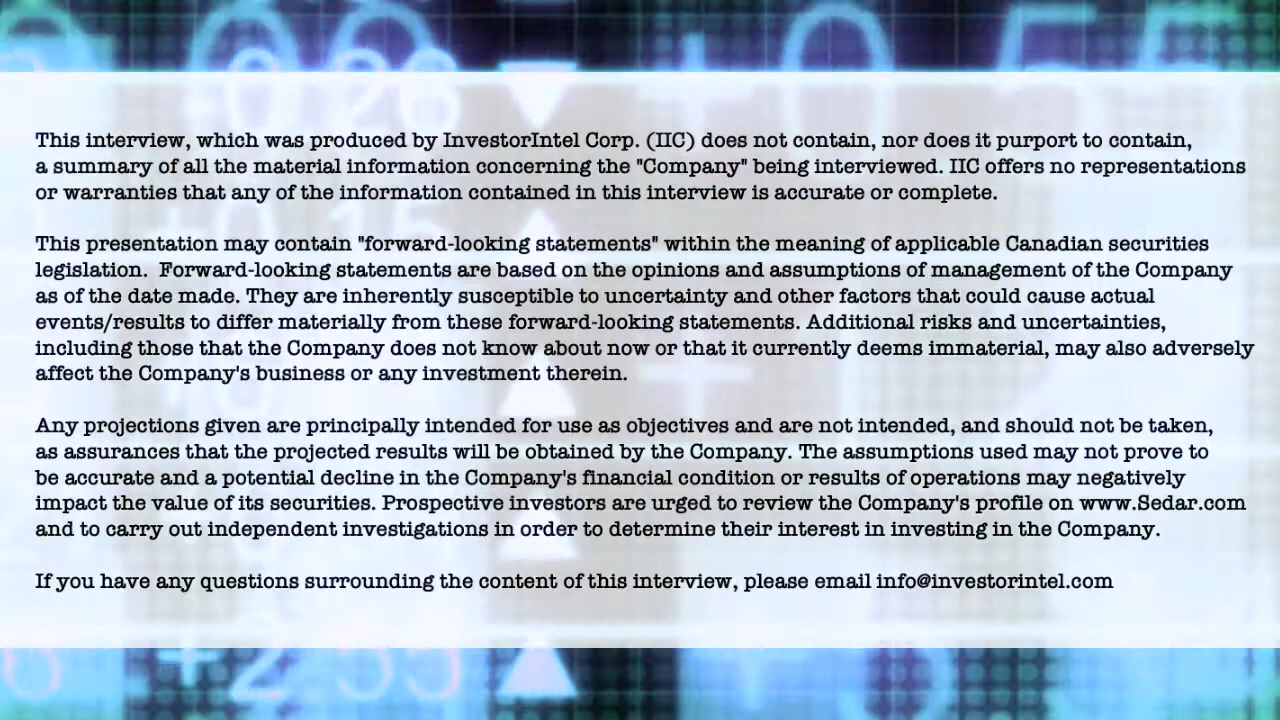 0.26
+0.55
This interview, which was produced by InvestorIntel Corp. (IIC) does not contain, nor does it purport to contain,
a summary of all the material information concerning the "Company" being interviewed. IIC offers no representations
or warranties that any of the information contained in this interview is accurate or complete.
This presentation may contain "forward-looking statements" within the meaning of applicable Canadian securities
legislation.  Forward-looking statements are based on the opinions and assumptions of management of the Company
as of the date made. They are inherently susceptible to uncertainty and other factors that could cause actual
events/results to differ materially from these forward-looking statements. Additional risks and uncertainties,
including those that the Company does not know about now or that it currently deems immaterial, may also adversely
affect the Company's business or any investment therein.
Any projections given are principally intended for use as objectives and are not intended, and should not be taken,
as assurances that the projected results will be obtained by the Company. The assumptions used may not prove to
be accurate and a potential decline in the Company's financial condition or results of operations may negatively
impact the value of its securities. Prospective investors are urged to review the Company's profile on www.Sedar.com
and to carry out independent investigations in order to determine their interest in investing in the Company.
If you have any questions surrounding the content of this interview, please email info@investorintel.com
+2.55